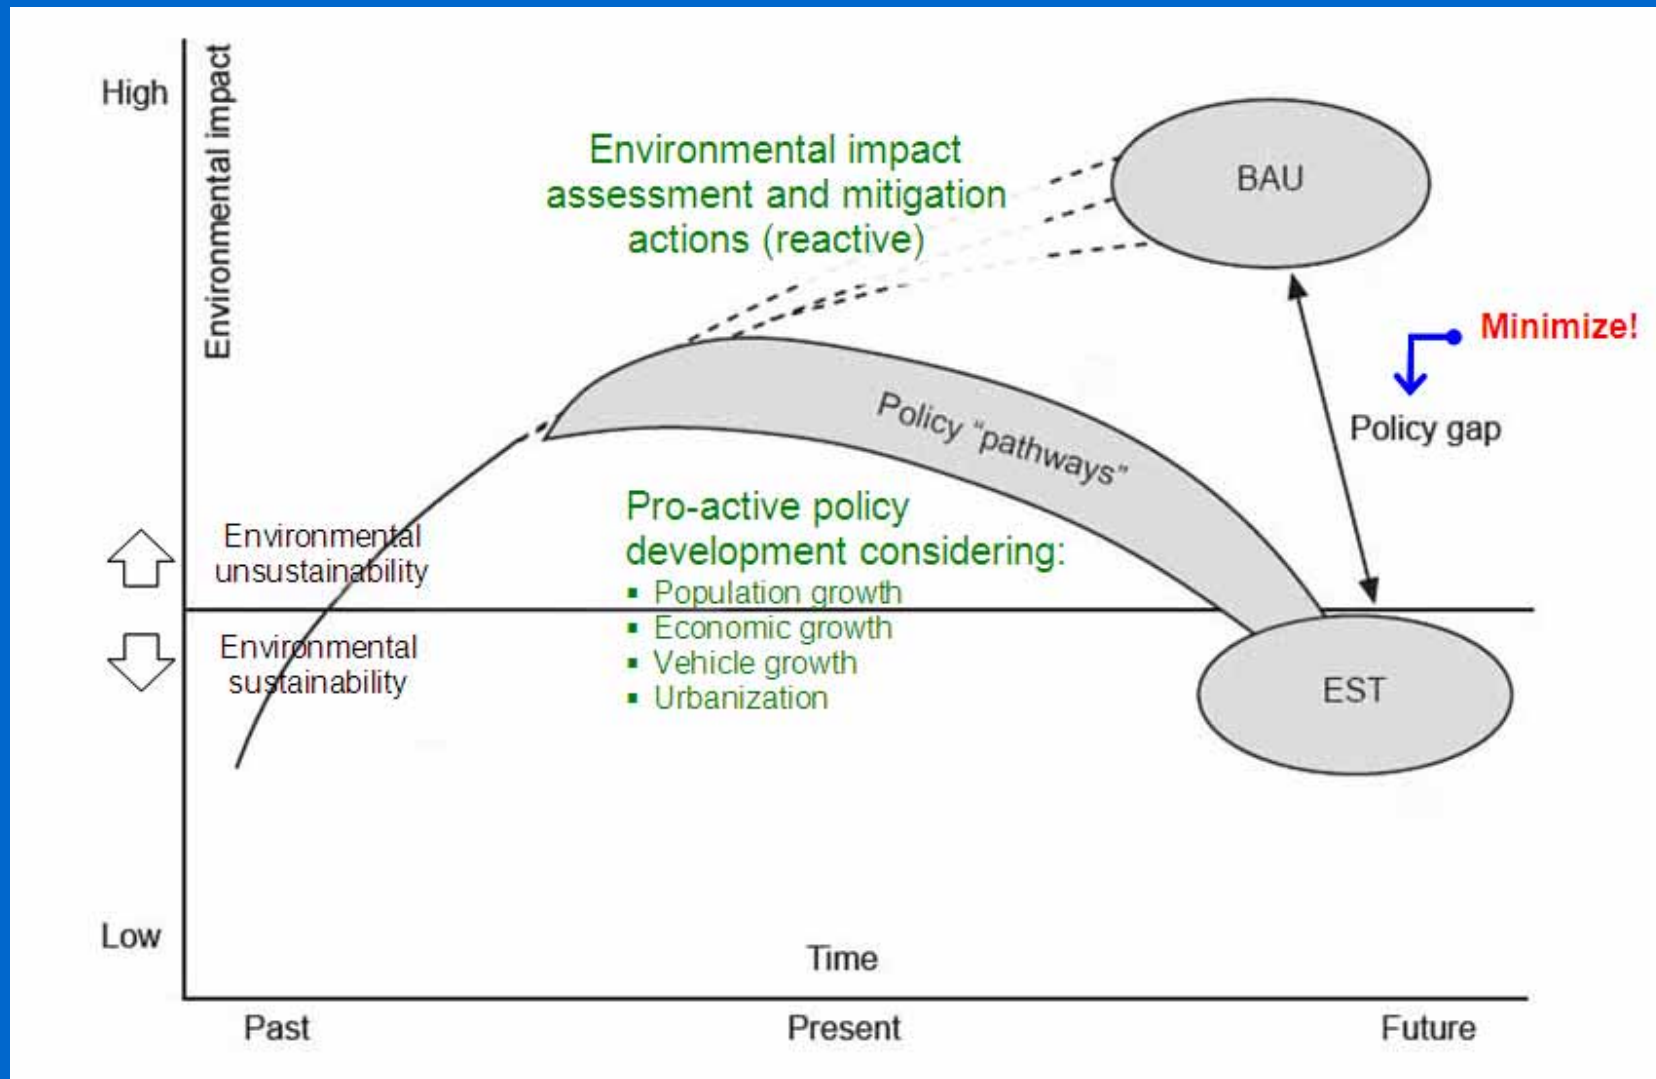 High
Environmental impact
Environmental impact
assessment and mitigation
actions (reactive)
BAU
Minimize!
Policy gap
Policy “pathways”
Pro-active policy
development considering:
▪ Population growth
▪ Economic growth
▪ Vehicle growth
▪ Urbanization
Environmental
unsustainability
Environmental
sustainability
EST
Low
Time
Past
Present
Future